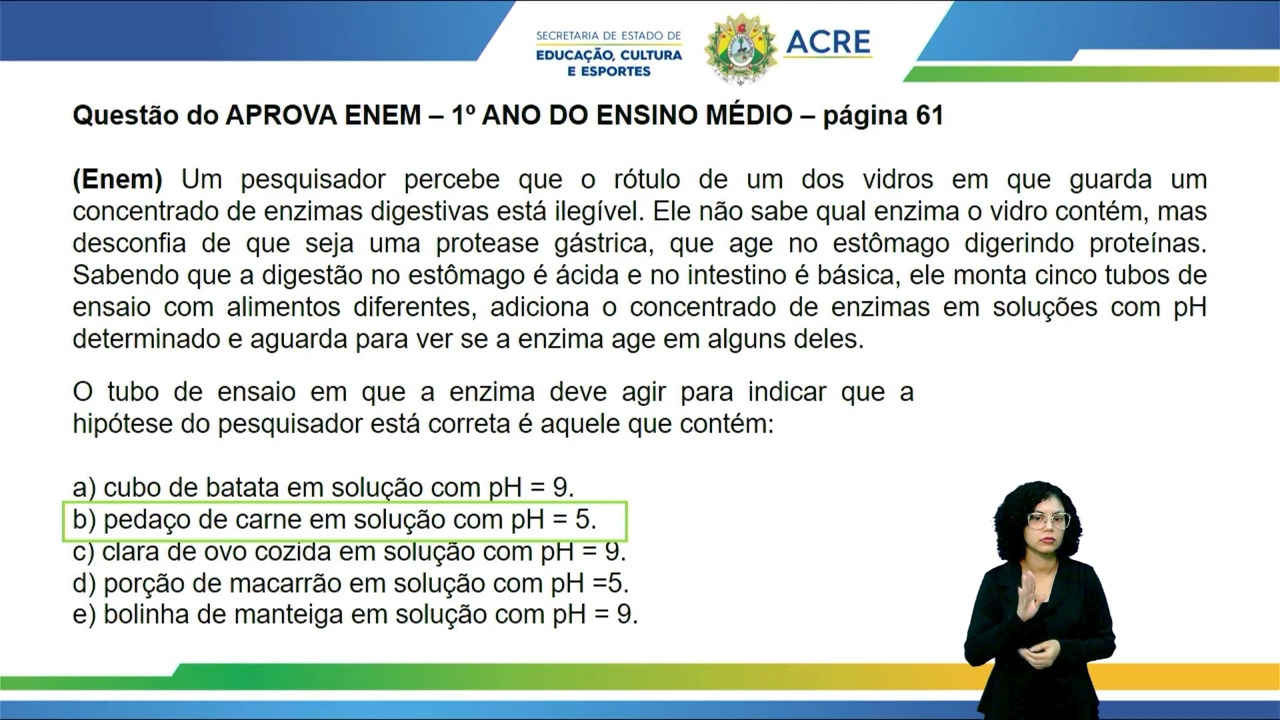 SECRETARIA DE ESTADO DE
EDUCAÇÃO, CULTURA
E ESPORTES
ACRE
Questão do APROVA ENEM – 1º ANO DO ENSINO MÉDIO – página 61
(Enem) Um pesquisador percebe que o rótulo de um dos vidros em que guarda um
concentrado de enzimas digestivas está ilegível. Ele não sabe qual enzima o vidro contém, mas
desconfia de que seja uma protease gástrica, que age no estômago digerindo proteínas.
Sabendo que a digestão no estômago é ácida e no intestino é básica, ele monta cinco tubos de
ensaio com alimentos diferentes, adiciona o concentrado de enzimas em soluções com pH
determinado e aguarda para ver se a enzima age em alguns deles.
O tubo de ensaio em que a enzima deve agir para indicar que a
hipótese do pesquisador está correta é aquele que contém:
a) cubo de batata em solução com pH = 9.
b) pedaço de carne em solução com pH = 5.
c) clara de ovo cozida em solução com pH = 9.
d) porção de macarrão em solução com pH =5.
e) bolinha de manteiga em solução com pH = 9.